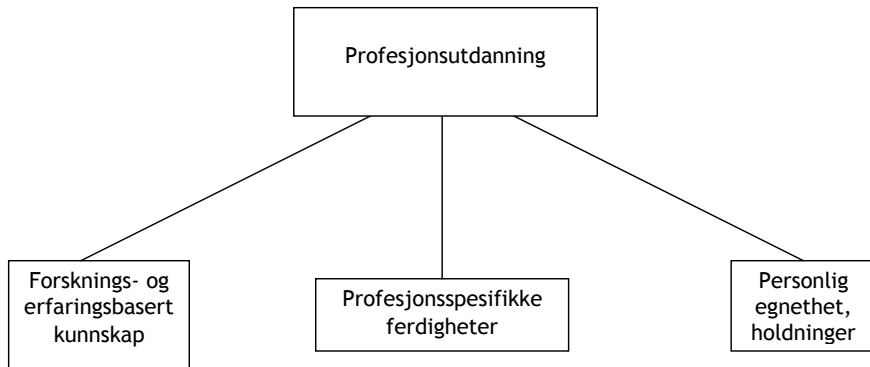 Profesjonsutdanning
Forsknings- og
erfaringsbasert
kunnskap
Profesjonsspesifikke
ferdigheter
Personlig
egnethet,
holdninger